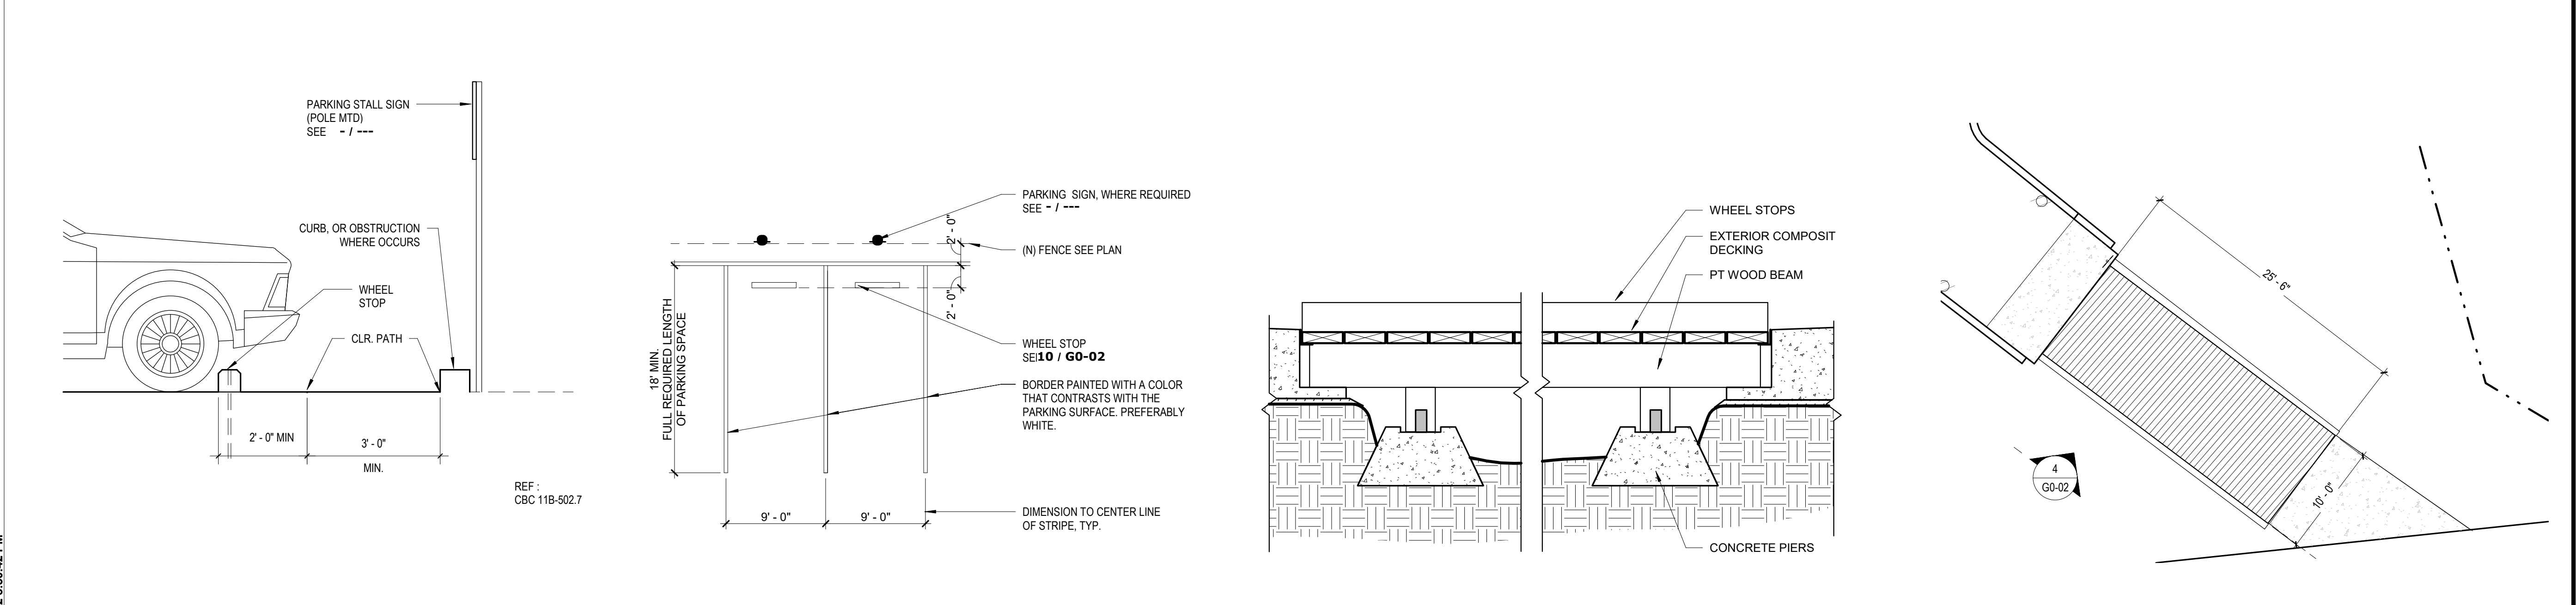 PARKING STALL SIGN
(POLE MTD)
SEE - / ---
CURB, OR OBSTRUCTION
WHERE OCCURS
WHEEL
STOP
CLR. PATH
2' - 0" MIN
3' - 0"
MIN.
REF :
CBC 11B-502.7
PARKING SIGN, WHERE REQUIRED
SEE - / ---
2' - 0"
(N) FENCE SEE PLAN
2' - 0"
18' MIN.
FULL REQUIRED LENGTH
OF PARKING SPACE
WHEEL STOP
SE 10 / G0-02
BORDER PAINTED WITH A COLOR
THAT CONTRASTS WITH THE
PARKING SURFACE. PREFERABLY
WHITE.
9' - 0"
9' - 0"
DIMENSION TO CENTER LINE
OF STRIPE, TYP.
WHEEL STOPS
EXTERIOR COMPOSIT
DECKING
PT WOOD BEAM
CONCRETE PIERS
25' - 6"
10' - 0"
4
G0-02